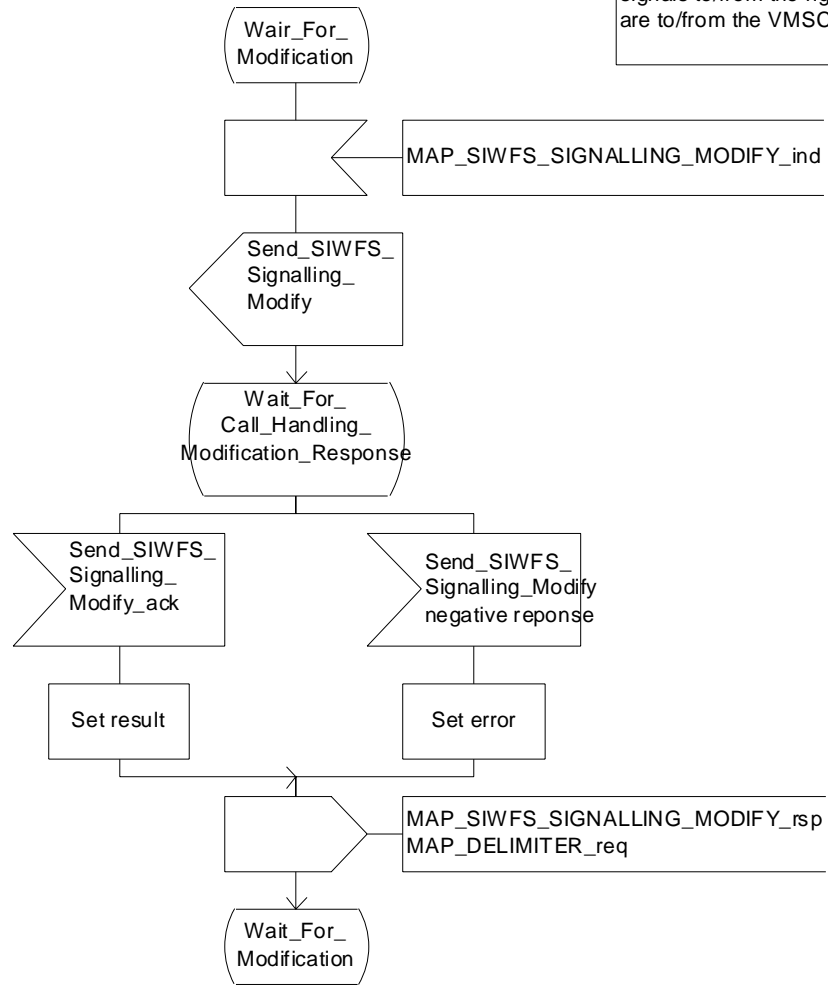 are to/from the VMSC
Wair_For_
Modification
MAP_SIWFS_SIGNALLING_MODIFY_ind
Send_SIWFS_
Signalling_
Modify
Wait_For_
Call_Handling_
Modification_Response
Send_SIWFS_
Signalling_
Modify_ack
Send_SIWFS_
Signalling_Modify
negative reponse
Set result
Set error
MAP_SIWFS_SIGNALLING_MODIFY_rsp
MAP_DELIMITER_req
Wait_For_
Modification